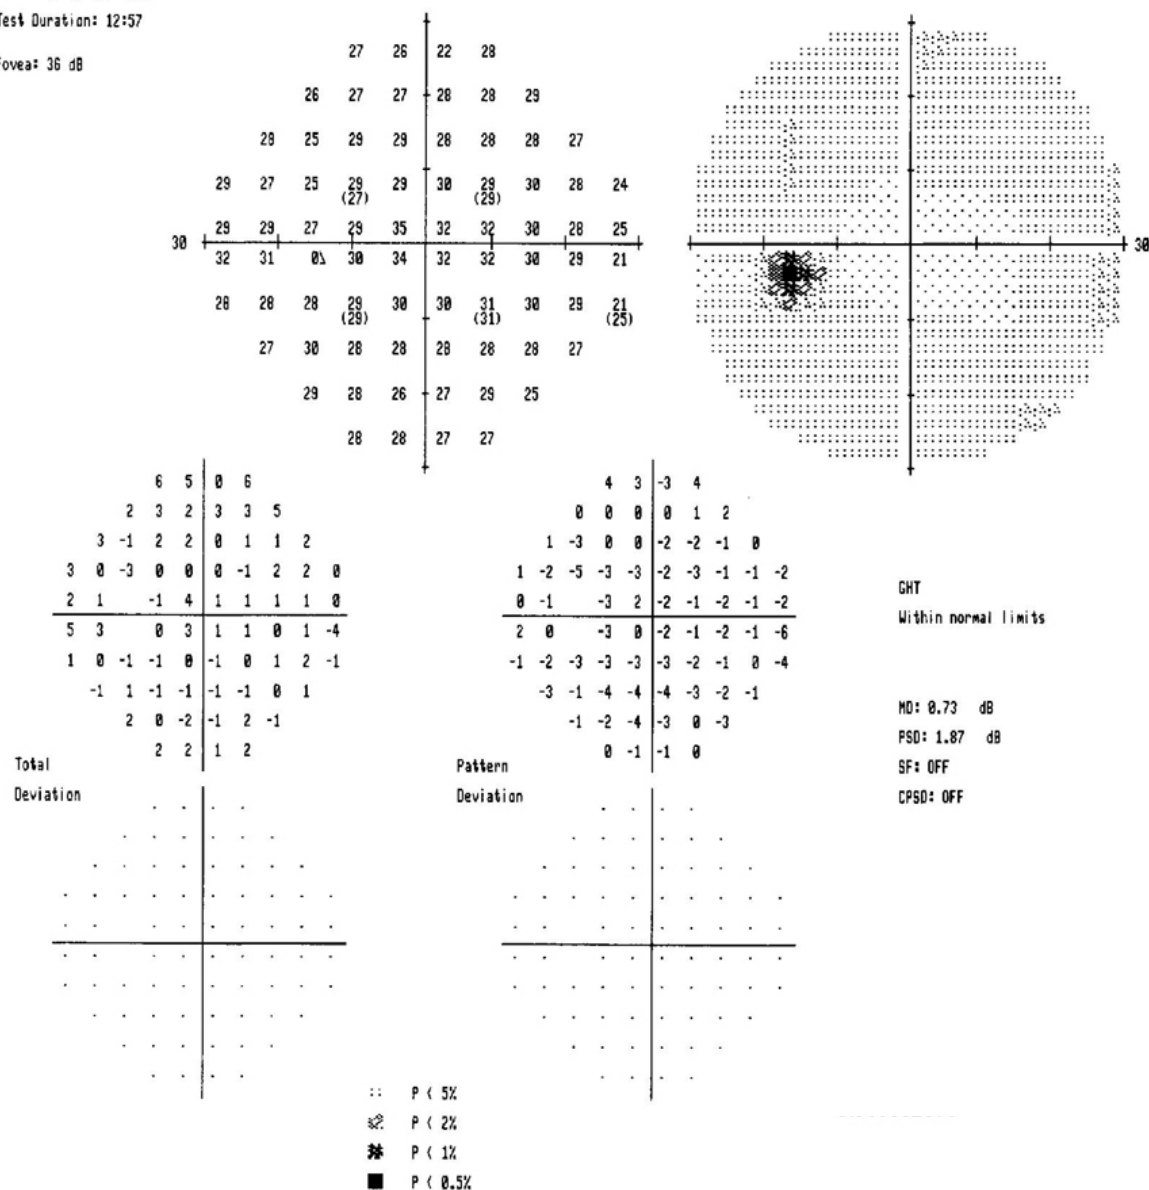 Test Duration: 12:57
Fovea: 36 dB
27 26 22 28
26 27 27 28 28 29
28 25 29 29 28 28 28 27
29 27 25 29 29 30 29 30 28 24
(27) (29)
29 29 27 29 35 32 32 30 28 25
30 30
32 31 0 30 34 32 32 30 29 21
28 28 28 29 30 30 31 30 29 21
(29) (31) (25)
27 30 28 28 28 28 28 27
29 28 26 27 29 25
28 28 27 27
6 5 0 6
2 3 2 3 3 5
3 -1 2 2 0 1 1 2
3 0 -3 0 0 0 -1 2 2 0
2 1 -1 4 1 1 1 1 0
5 3 0 3 1 1 0 1 -4
1 0 -1 -1 0 -1 0 1 2 -1
-1 1 -1 -1 -1 -1 0 1
2 0 -2 -1 2 -1
2 2 1 2
Total
Deviation
4 3 -3 4
0 0 0 0 1 2
1 -3 0 0 -2 -2 -1 0
1 -2 -5 -3 -3 -2 -3 -1 -1 -2
0 -1 -3 2 -2 -1 -2 -1 -2
2 0 -3 0 -2 -1 -2 -1 -6
-1 -2 -3 -3 -3 -3 -2 -1 0 -4
-3 -1 -4 -4 -4 -3 -2 -1
-1 -2 -4 -3 0 -3
0 -1 -1 0
Pattern
Deviation
GHT
Within normal limits
MD: 0.73 dB
PSD: 1.87 dB
SF: OFF
CPSD: OFF
P < 5%
P < 2%
P < 1%
P < 0.5%